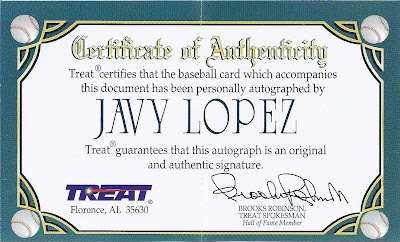 Certificate of Authenticity
Treat® certifies that the baseball card which accompanies
this document has been personally autographed by
JAVY LOPEZ
Treat® guarantees that this autograph is an original
and authentic signature.
TREAT®
Florence, AL 35630
Brooks Robinson
BROOKS ROBINSON,
TREAT SPOKESMAN
Hall of Fame Member